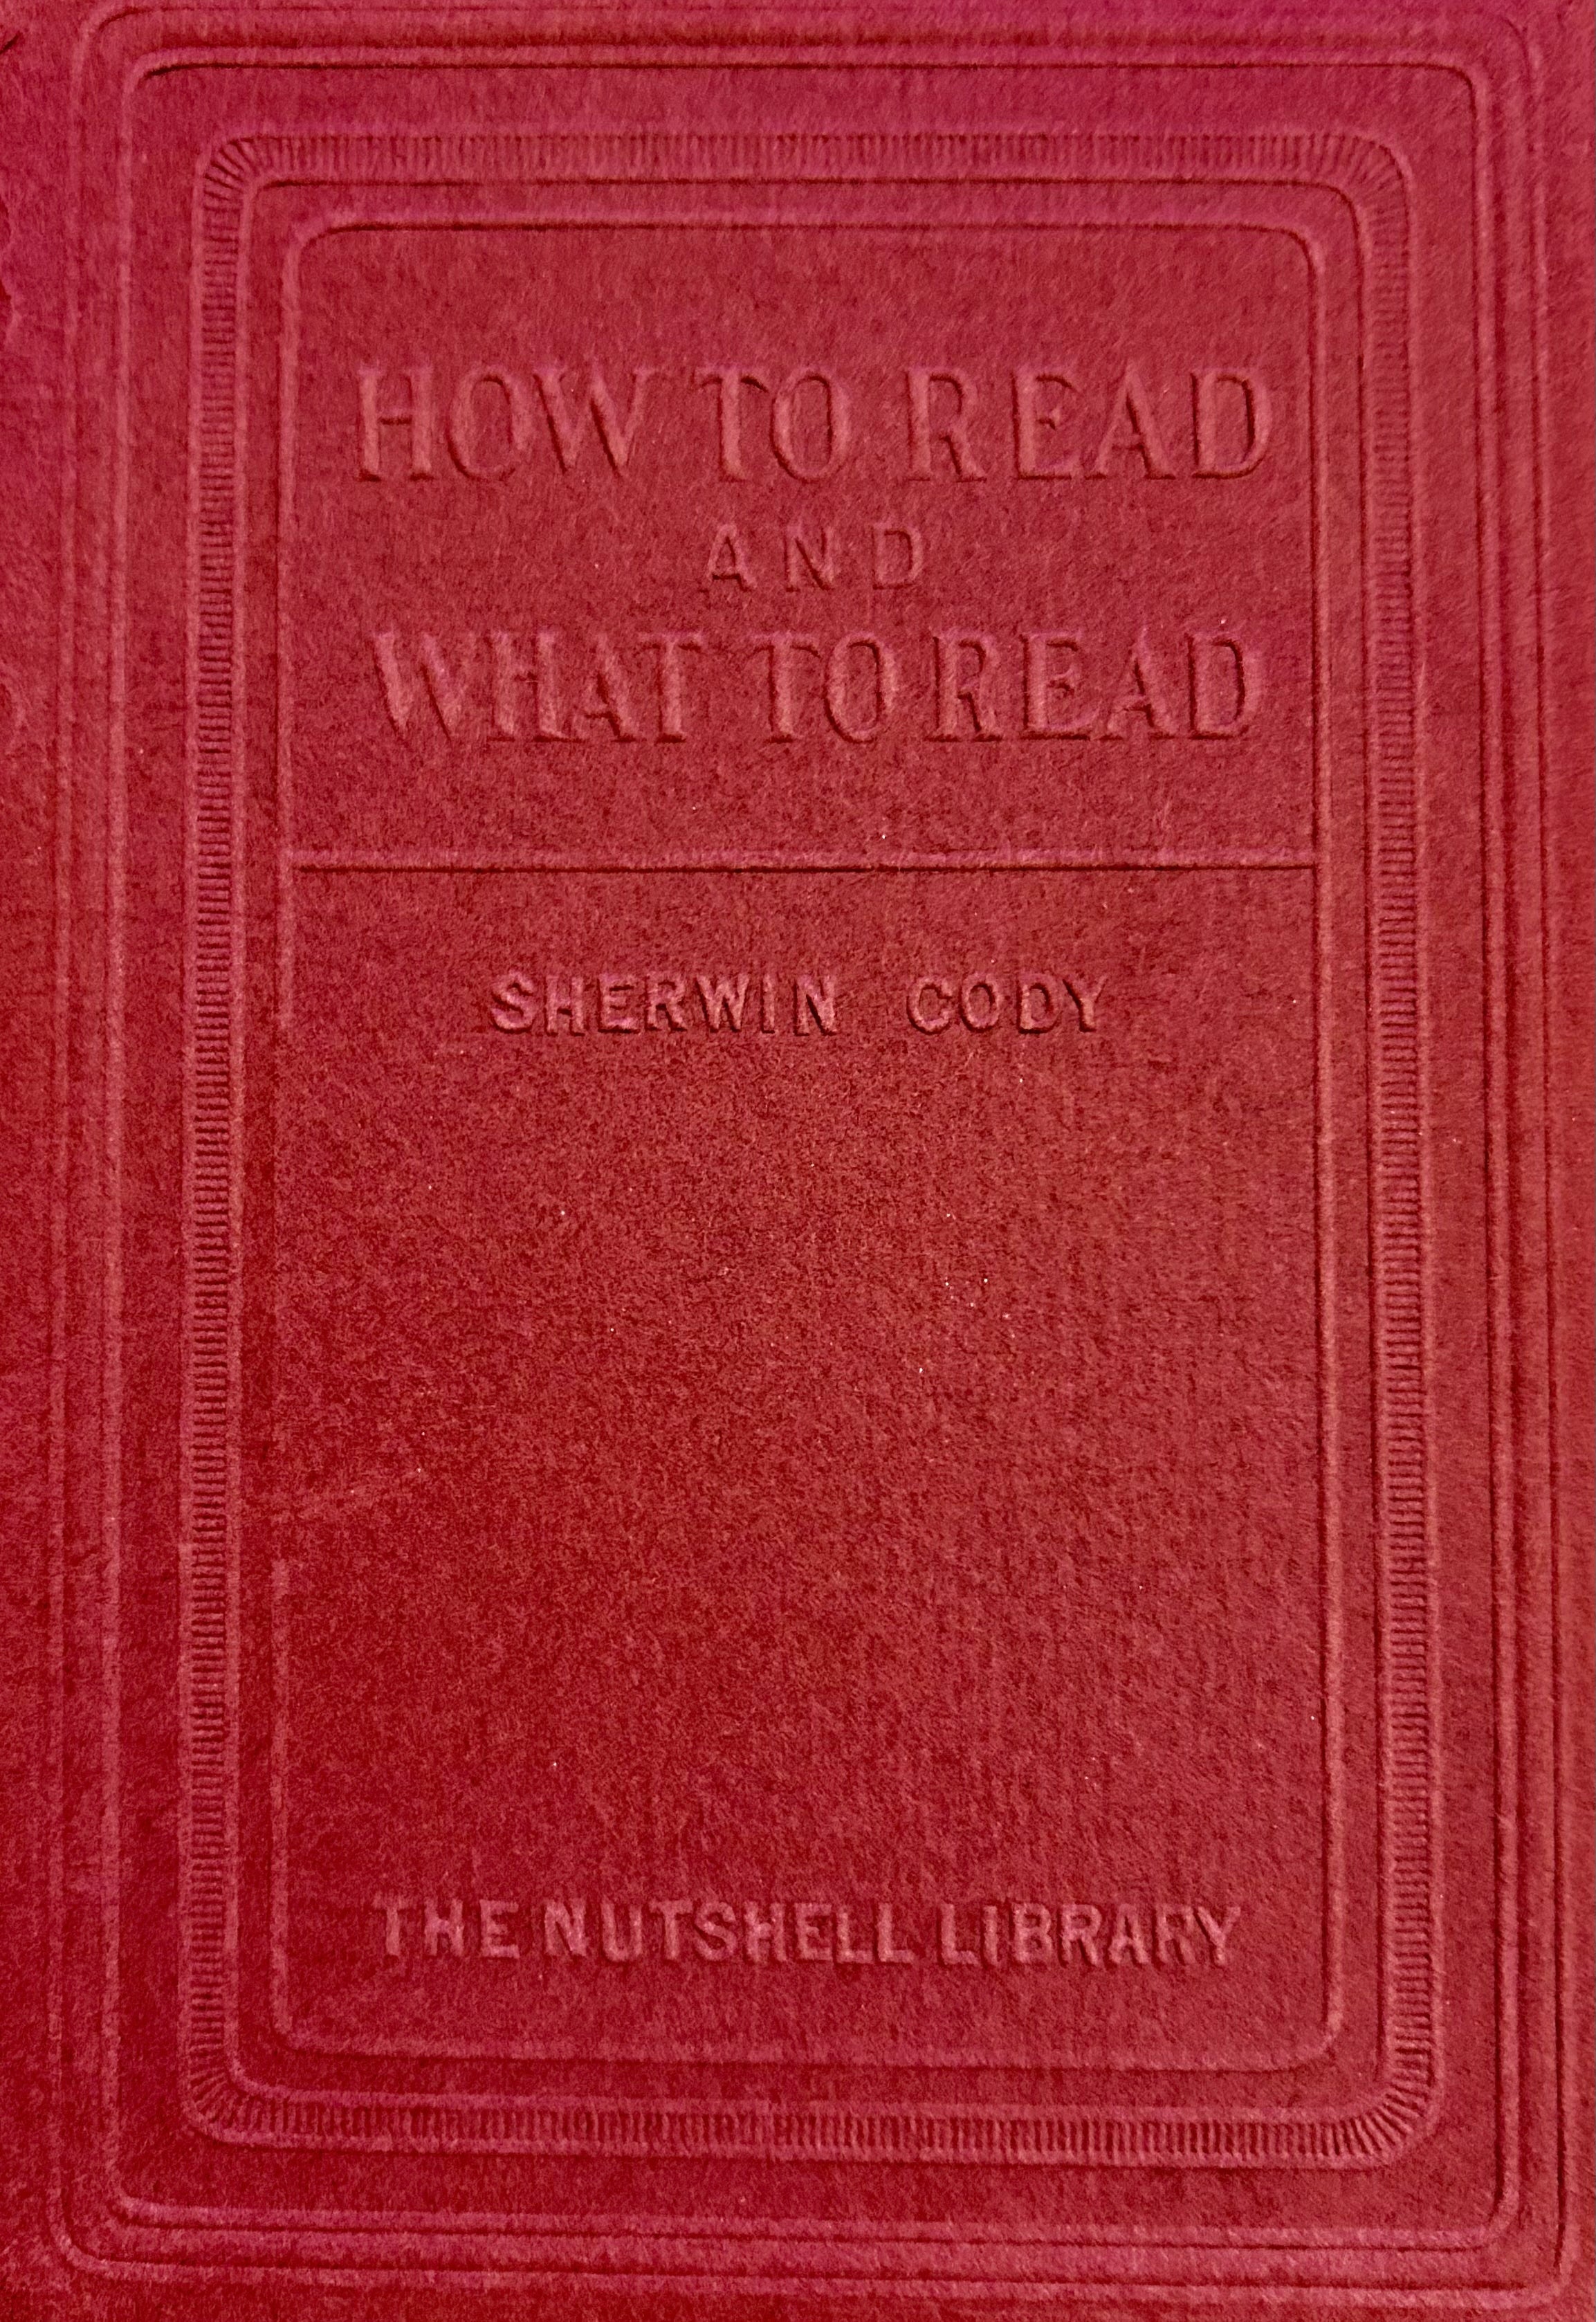 HOW TO READ
AND
WHAT TO READ
SHERWIN CODY
THE NUTSHELL LIBRARY